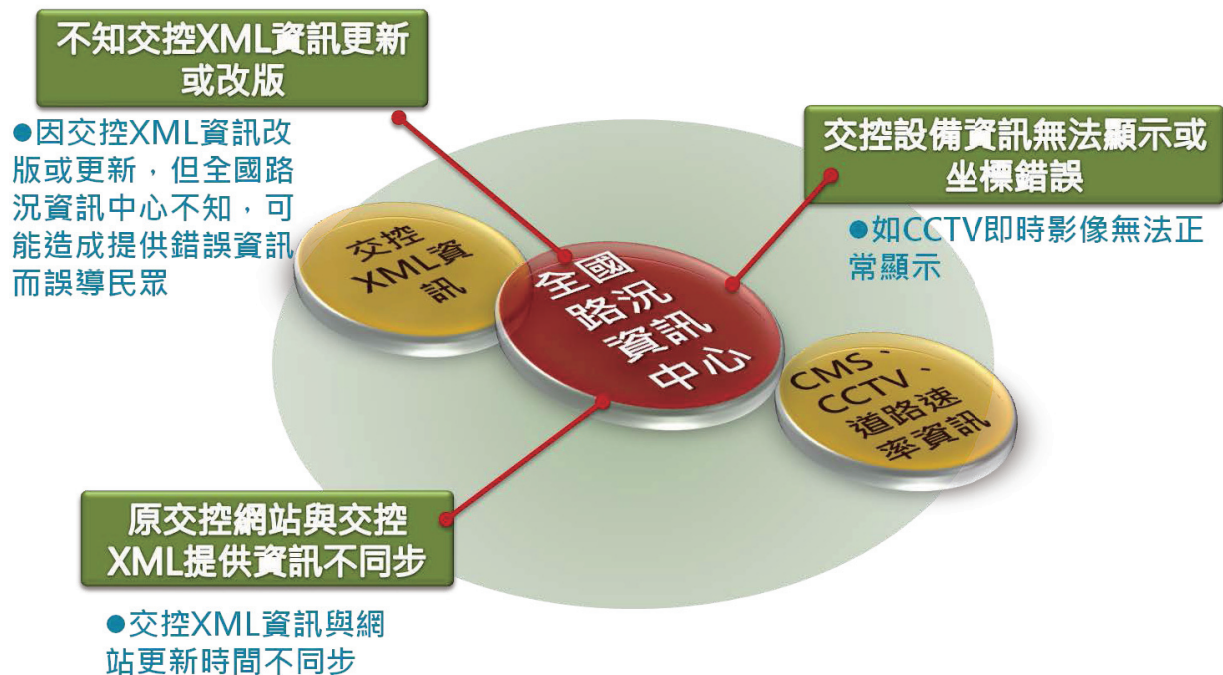 不知交控XML資訊更新
或改版
●因交控XML資訊改
版或更新，但全國路
況資訊中心不知，可
能造成提供錯誤資訊
而誤導民眾
交控設備資訊無法顯示或
坐標錯誤
●如CCTV即時影像無法正
常顯示
交控
XML資
訊
全國
路況
資訊
中心
CMS、
CCTV、
道路速
率資訊
原交控網站與交控
XML提供資訊不同步
●交控XML資訊與網
站更新時間不同步